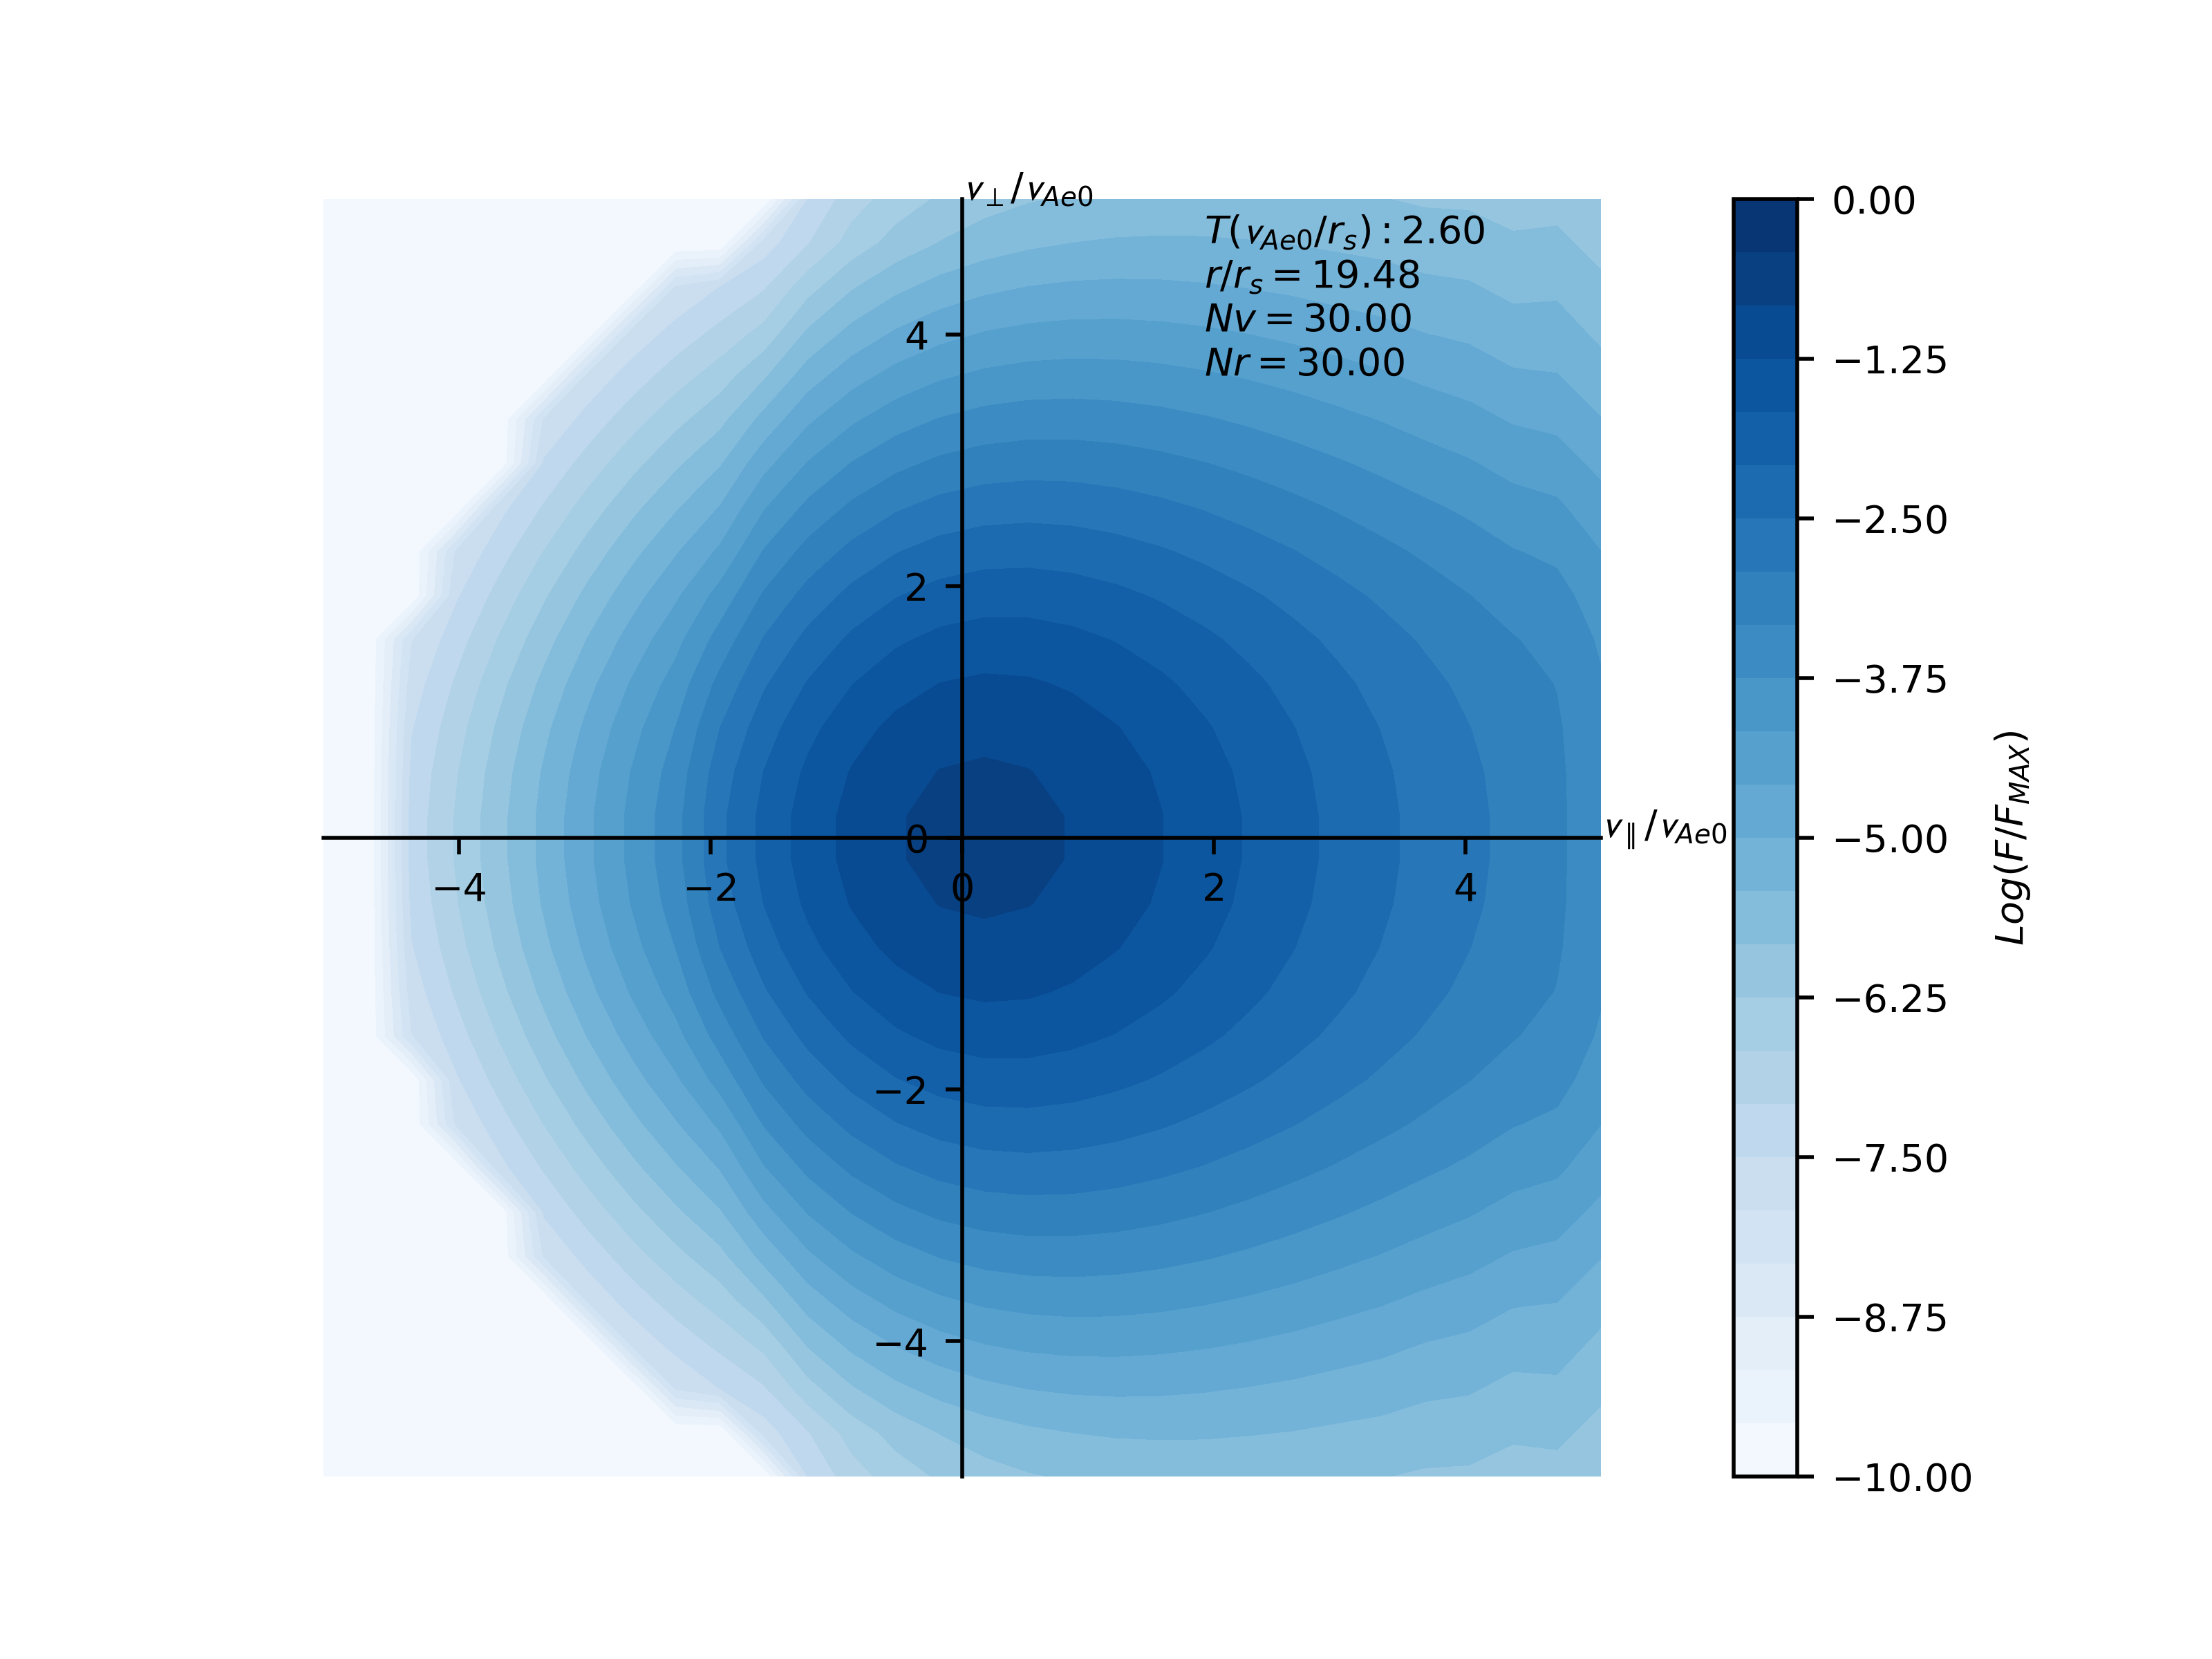 v⊥/vAe0
T(vAe0/rs):2.60
r/rs=19.48
Nv=30.00
Nr=30.00
4
2
0
−2
−4
−4 −2 0 2 4
v∥/vAe0
0.00
−1.25
−2.50
−3.75
−5.00
−6.25
−7.50
−8.75
−10.00
Log(F/FMAX)